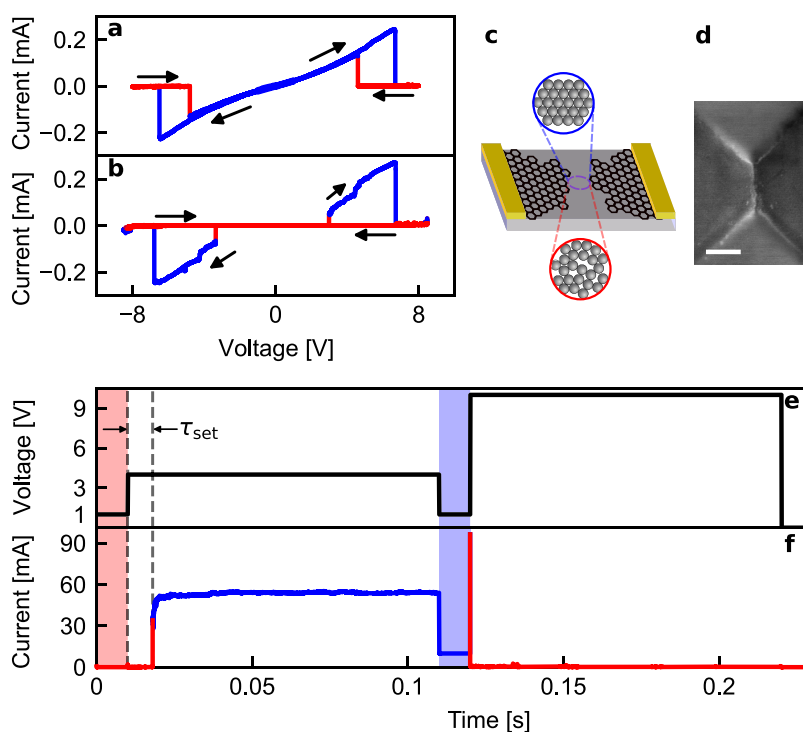 a
Current [mA]
0.2
0.0
−0.2
b
Current [mA]
0.2
0.0
−0.2
−8
−4
0
4
8
Voltage [V]
c
d
e
Voltage [V]
9
6
3
1
τset
f
Current [mA]
90
60
30
0
0
0.05
0.1
0.15
0.2
Time [s]